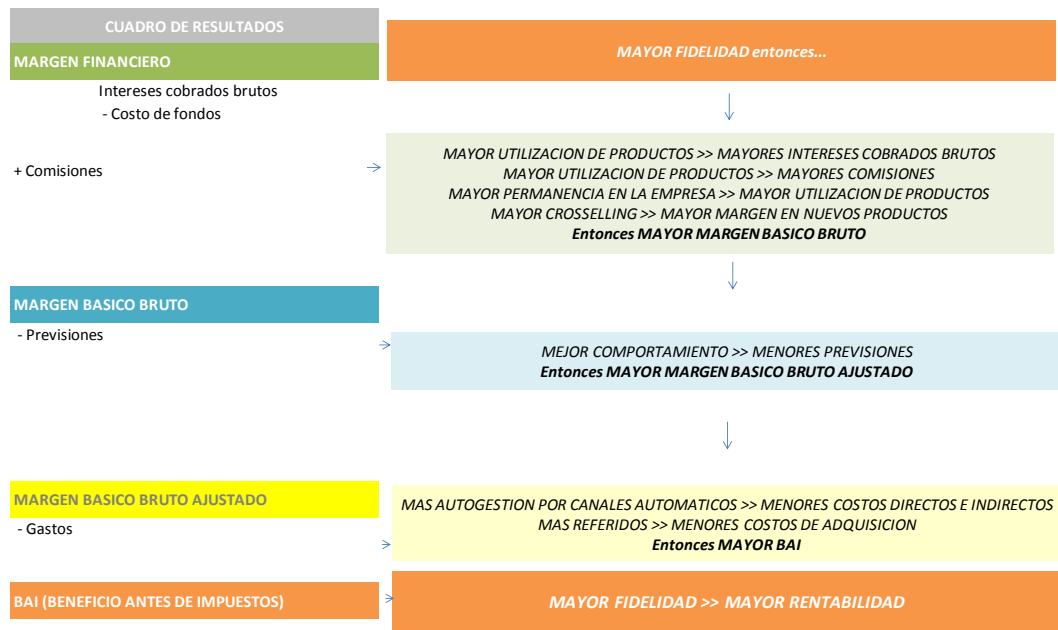 CUADRO DE RESULTADOS
MARGEN FINANCIERO
MAYOR FIDELIDAD entonces...
Intereses cobrados brutos
- Costo de fondos
+ Comisiones
MAYOR UTILIZACION DE PRODUCTOS >> MAYORES INTERESES COBRADOS BRUTOS
MAYOR UTILIZACION DE PRODUCTOS >> MAYORES COMISIONES
MAYOR PERMANENCIA EN LA EMPRESA >> MAYOR UTILIZACION DE PRODUCTOS
MAYOR CROSSELLING >> MAYOR MARGEN EN NUEVOS PRODUCTOS
Entonces MAYOR MARGEN BASICO BRUTO
MARGEN BASICO BRUTO
- Previsiones
MEJOR COMPORTAMIENTO >> MENORES PREVISIONES
Entonces MAYOR MARGEN BASICO BRUTO AJUSTADO
MARGEN BASICO BRUTO AJUSTADO
- Gastos
MAS AUTOGESTION POR CANALES AUTOMATICOS >> MENORES COSTOS DIRECTOS E INDIRECTOS
MAS REFERIDOS >> MENORES COSTOS DE ADQUISICION
Entonces MAYOR BAI
BAI (BENEFICIO ANTES DE IMPUESTOS)
MAYOR FIDELIDAD >> MAYOR RENTABILIDAD